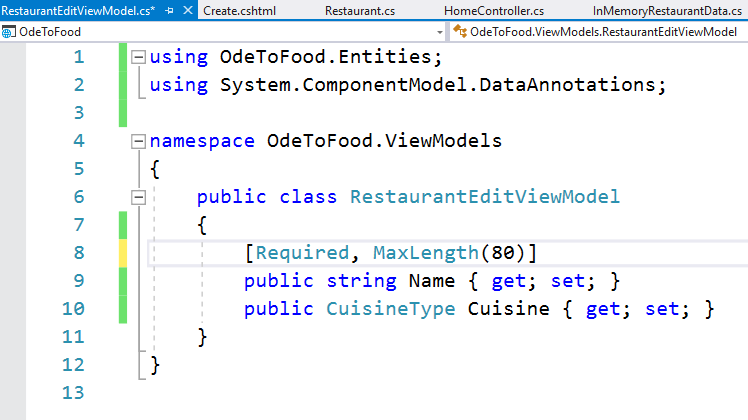 RestaurantEditViewModel.cs* Create.cshtml Restaurant.cs HomeController.cs InMemoryRestaurantData.cs
OdeToFood OdeToFood.ViewModels.RestaurantEditViewModel
1 using OdeToFood.Entities;
2 using System.ComponentModel.DataAnnotations;
3
4 namespace OdeToFood.ViewModels
5 {
6 public class RestaurantEditViewModel
7 {
8 [Required, MaxLength(80)]
9 public string Name { get; set; }
10 public CuisineType Cuisine { get; set; }
11 }
12 }
13